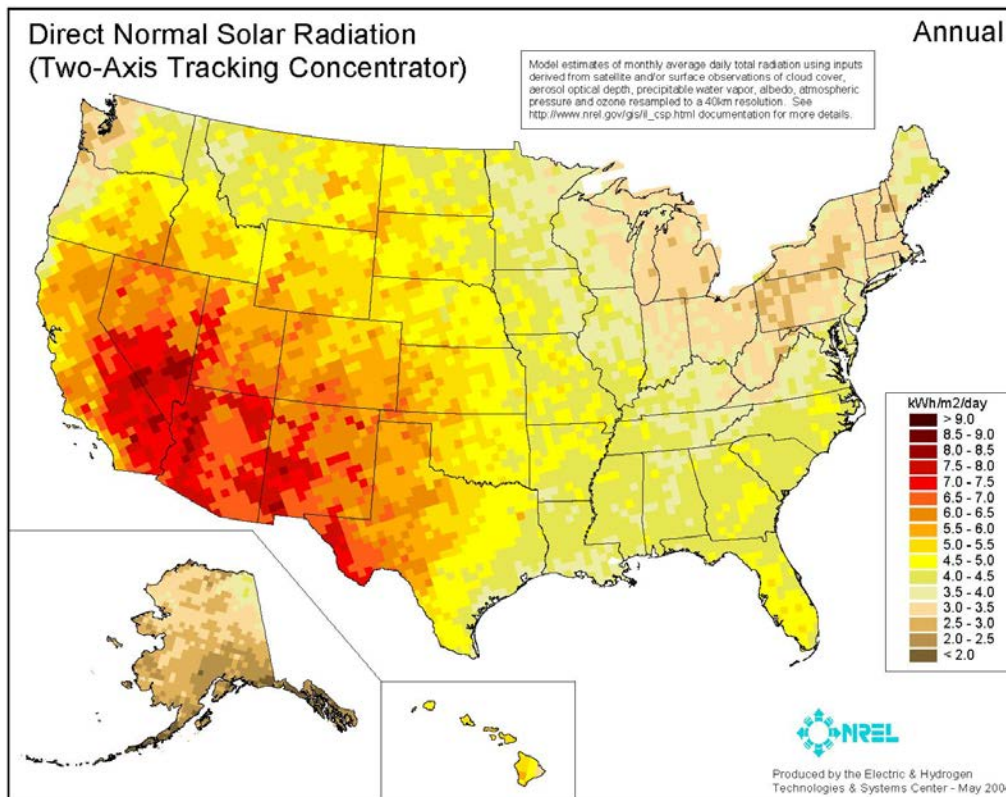 Direct Normal Solar Radiation
(Two-Axis Tracking Concentrator)
Annual
Model estimates of monthly average daily total radiation using inputs
derived from satellite and/or surface observations of cloud cover,
aerosol optical depth, precipitable water vapor, albedo, atmospheric
pressure and ozone resampled to a 40km resolution. See
http://www.nrel.gov/gis/il_csp.html documentation for more details.
kWh/m2/day
> 9.0
8.5 - 9.0
8.0 - 8.5
7.5 - 8.0
7.0 - 7.5
6.5 - 7.0
6.0 - 6.5
5.5 - 6.0
5.0 - 5.5
4.5 - 5.0
4.0 - 4.5
3.5 - 4.0
3.0 - 3.5
2.5 - 3.0
2.0 - 2.5
< 2.0
NREL
Produced by the Electric & Hydrogen
Technologies & Systems Center - May